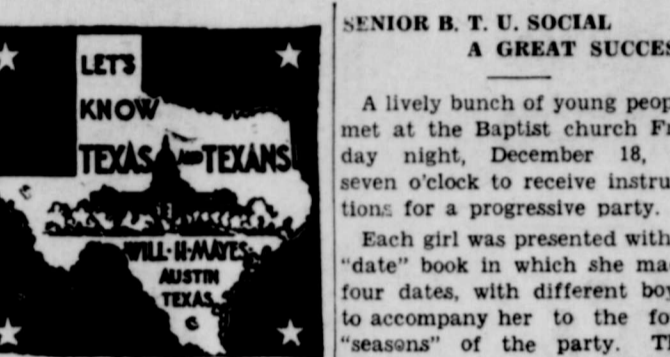 LET'S
KNOW
TEXAS AND TEXANS
WILL·H·MAYES
AUSTIN
TEXAS
SENIOR B. T. U. SOCIAL
A GREAT SUCCES
A lively bunch of young peop
met at the Baptist church Fr
day night, December 18,
seven o'clock to receive instru
tions for a progressive party.
Each girl was presented with
"date" book in which she ma
four dates, with different boy
to accompany her to the fo
"seasons" of the party. Th